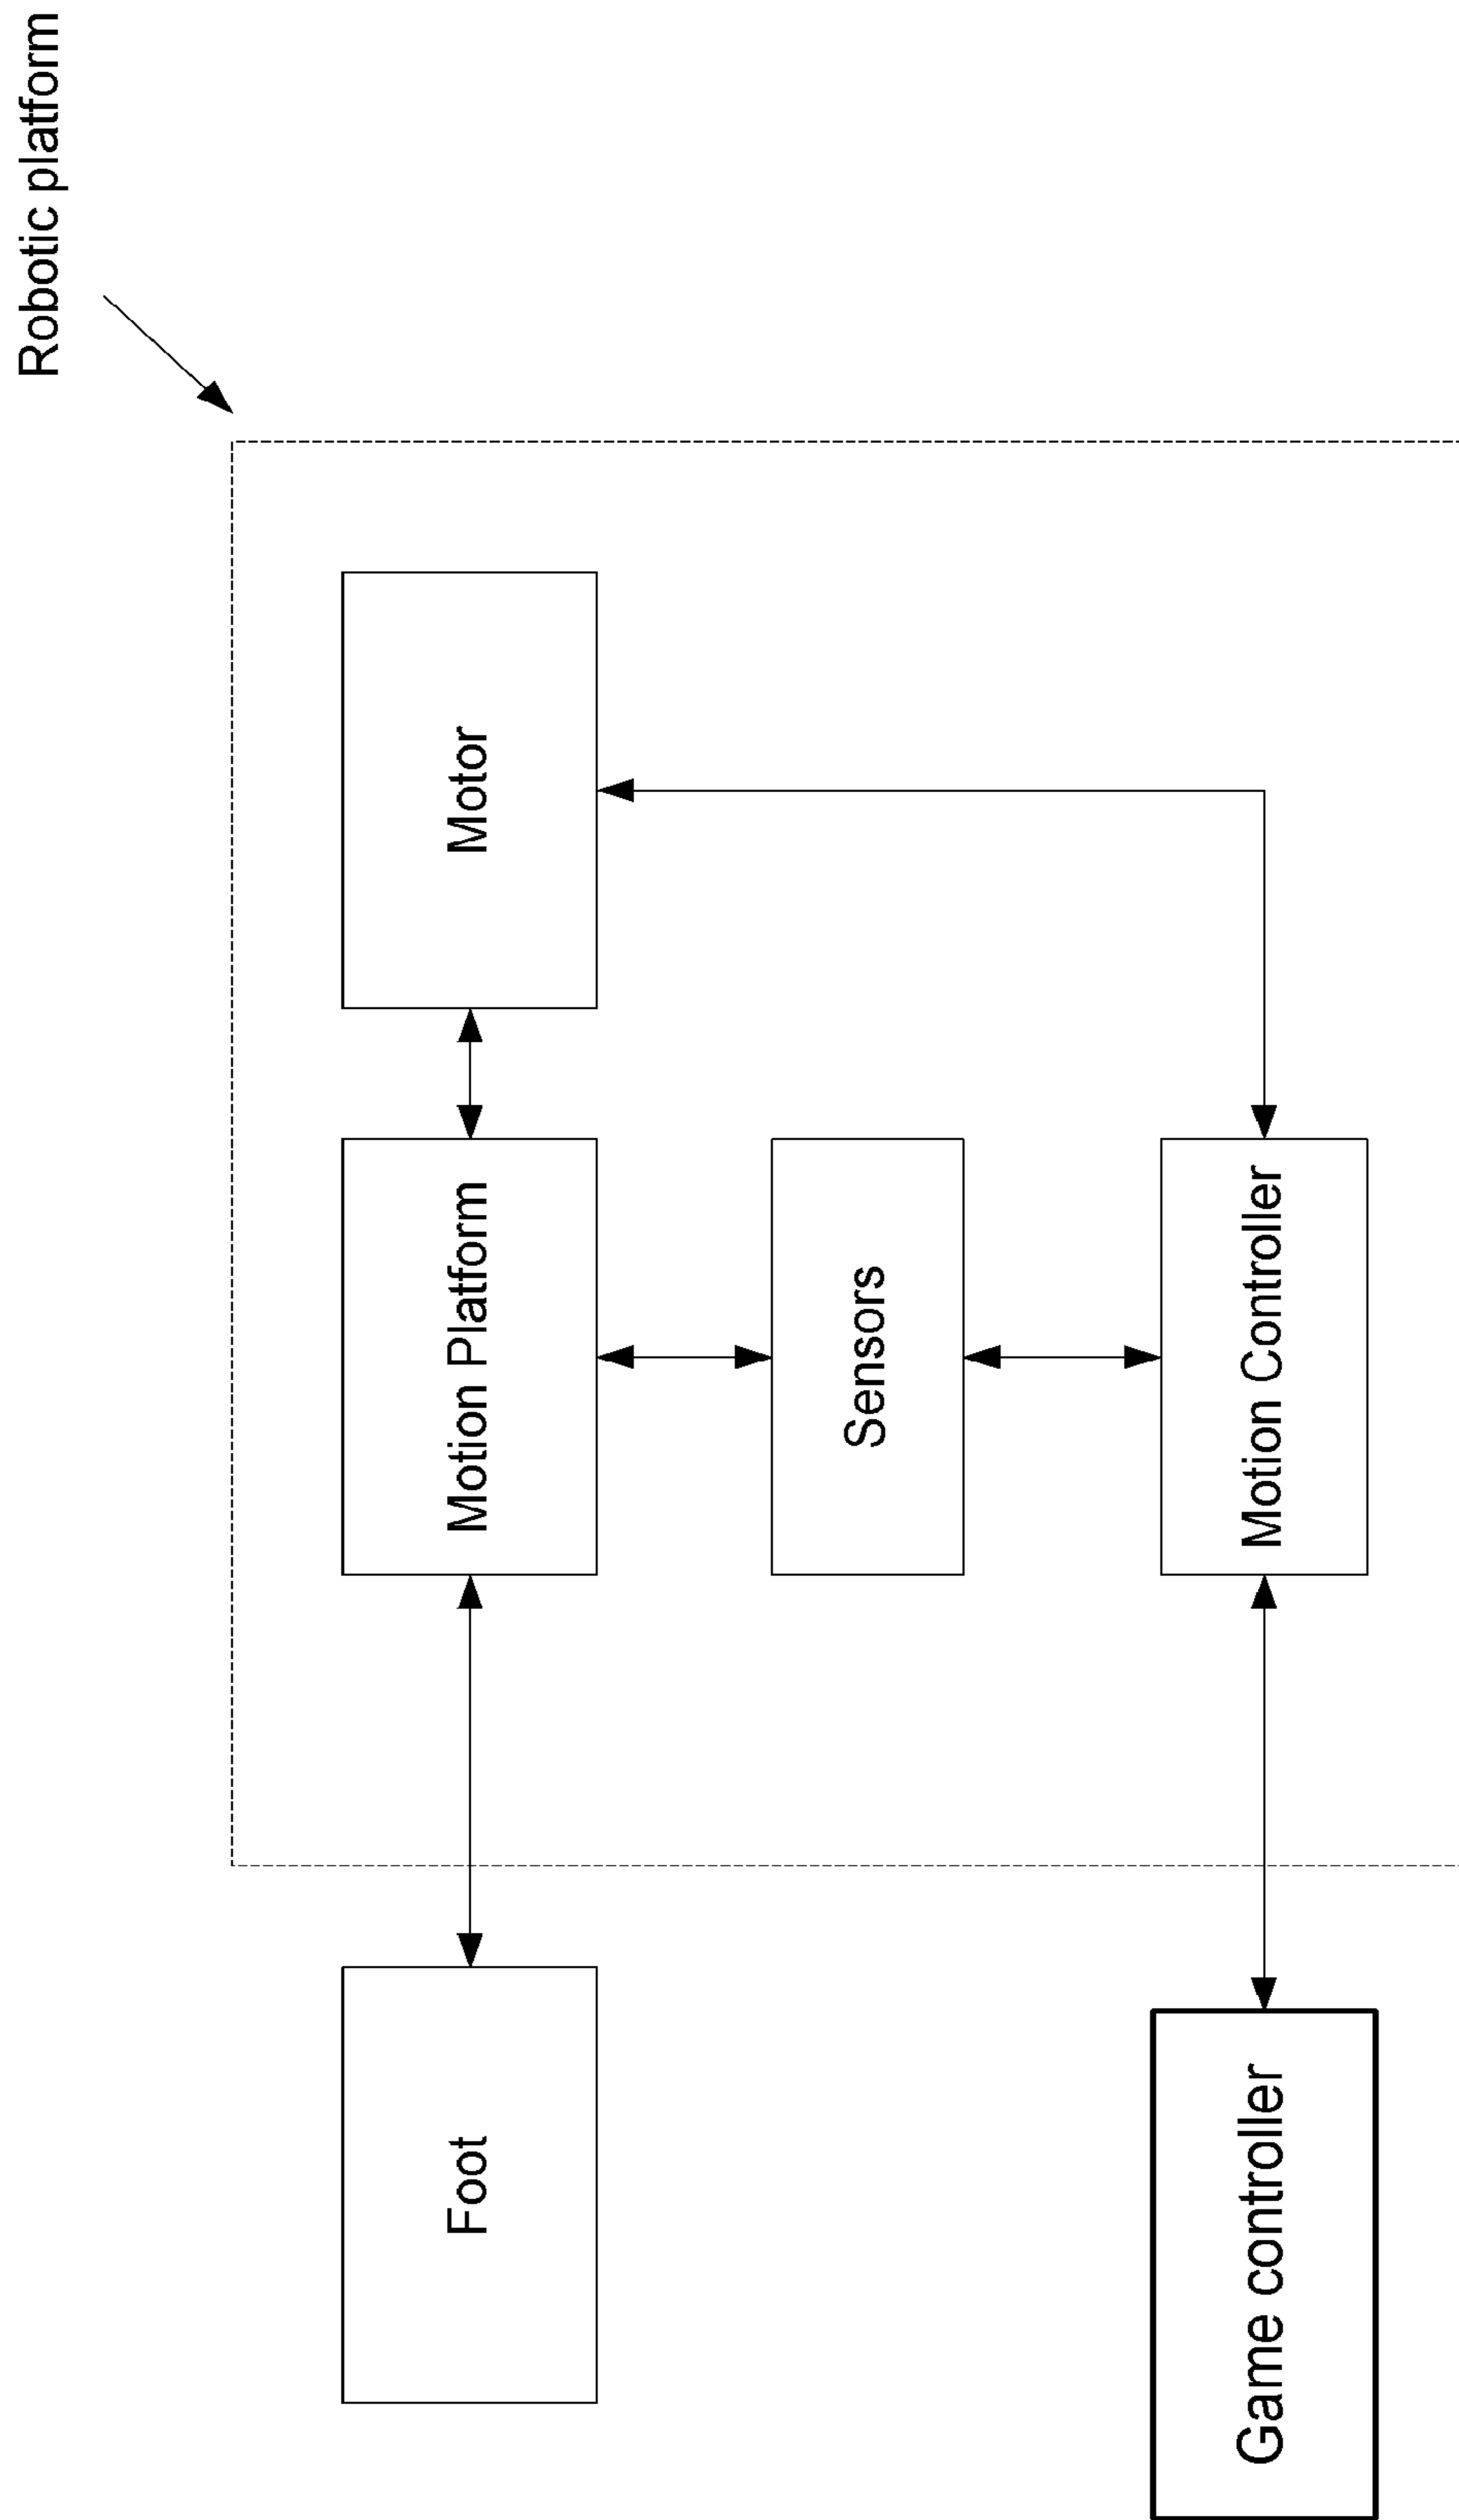 Robotic platform
Foot
Motion Platform
Motor
Sensors
Game controller
Motion Controller